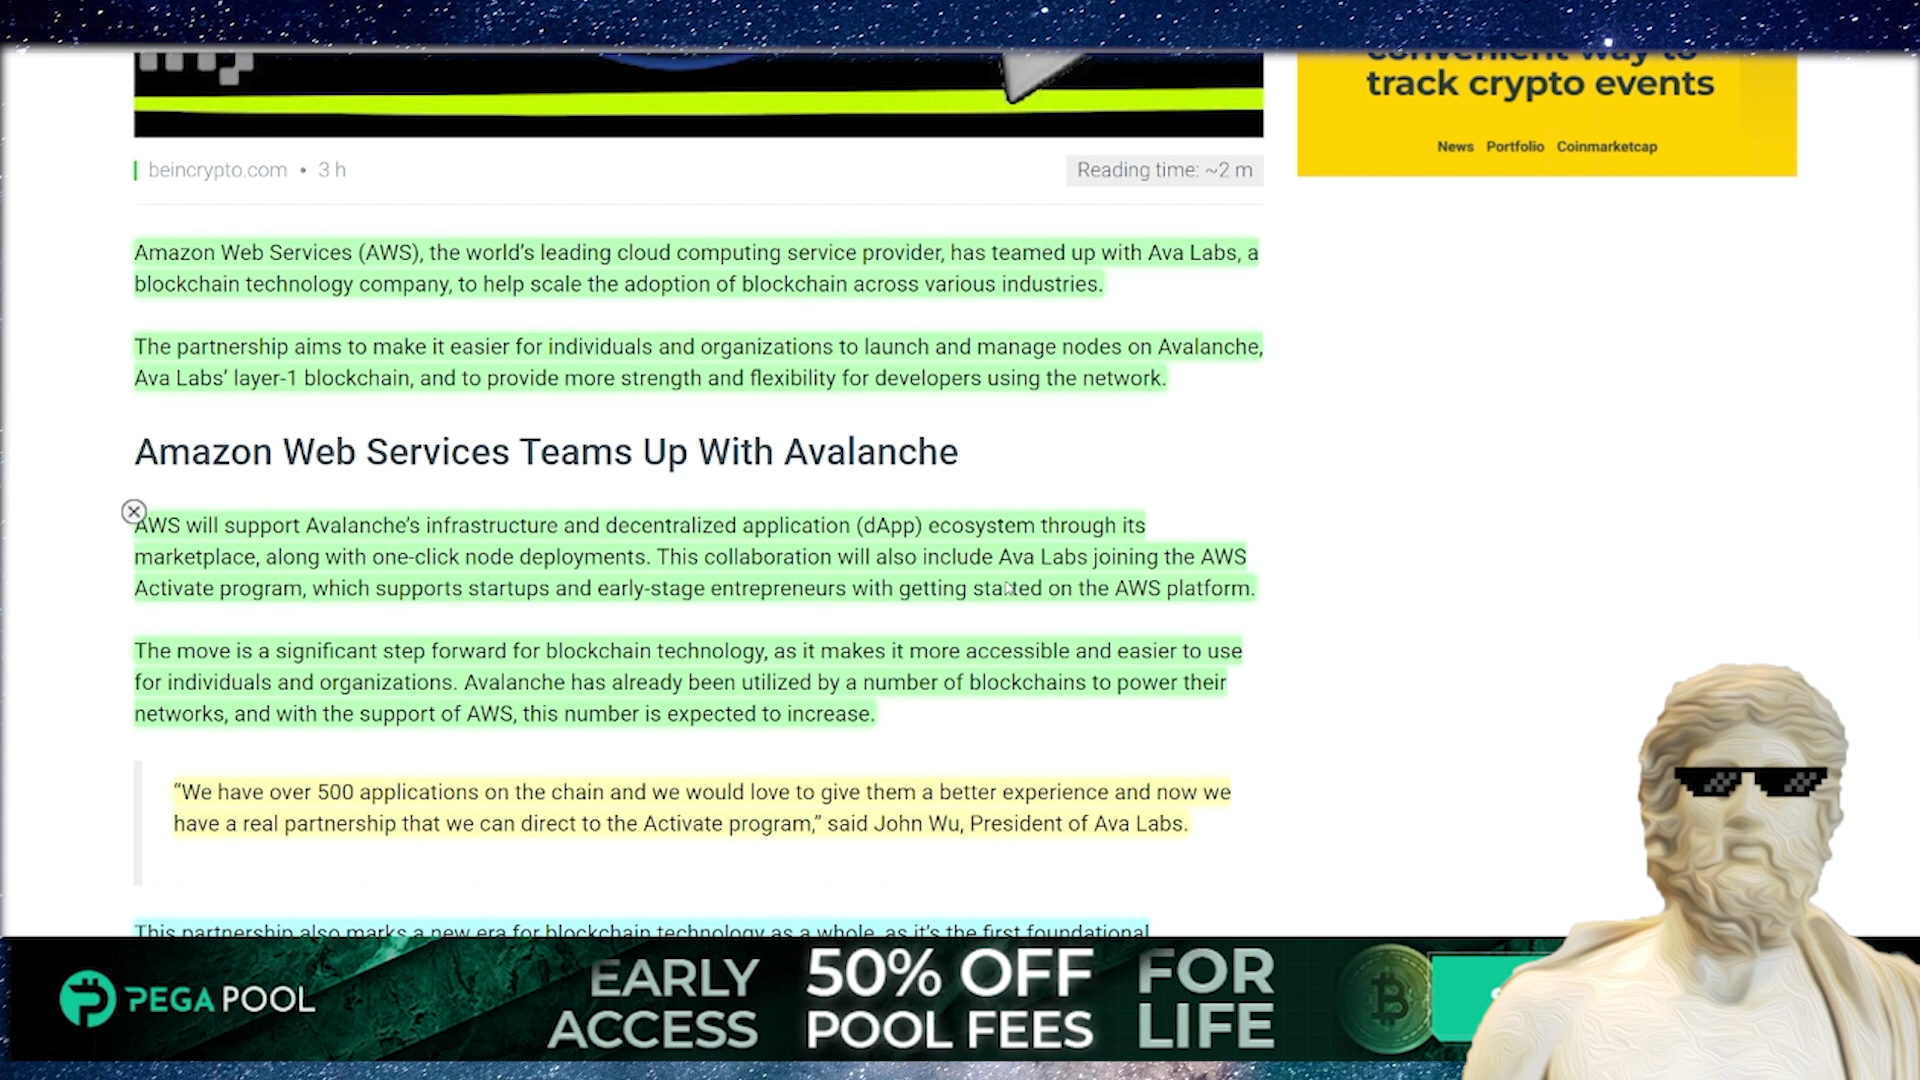 convenient way to
track crypto events
News Portfolio Coinmarketcap
beincrypto.com • 3 h
Reading time: ~2 m
Amazon Web Services (AWS), the world’s leading cloud computing service provider, has teamed up with Ava Labs, a
blockchain technology company, to help scale the adoption of blockchain across various industries.
The partnership aims to make it easier for individuals and organizations to launch and manage nodes on Avalanche,
Ava Labs’ layer-1 blockchain, and to provide more strength and flexibility for developers using the network.
Amazon Web Services Teams Up With Avalanche
AWS will support Avalanche’s infrastructure and decentralized application (dApp) ecosystem through its
marketplace, along with one-click node deployments. This collaboration will also include Ava Labs joining the AWS
Activate program, which supports startups and early-stage entrepreneurs with getting started on the AWS platform.
The move is a significant step forward for blockchain technology, as it makes it more accessible and easier to use
for individuals and organizations. Avalanche has already been utilized by a number of blockchains to power their
networks, and with the support of AWS, this number is expected to increase.
“We have over 500 applications on the chain and we would love to give them a better experience and now we
have a real partnership that we can direct to the Activate program,” said John Wu, President of Ava Labs.
This partnership also marks a new era for blockchain technology as a whole, as it’s the first foundational
PEGA POOL
EARLY
ACCESS
50% OFF
POOL FEES
FOR
LIFE